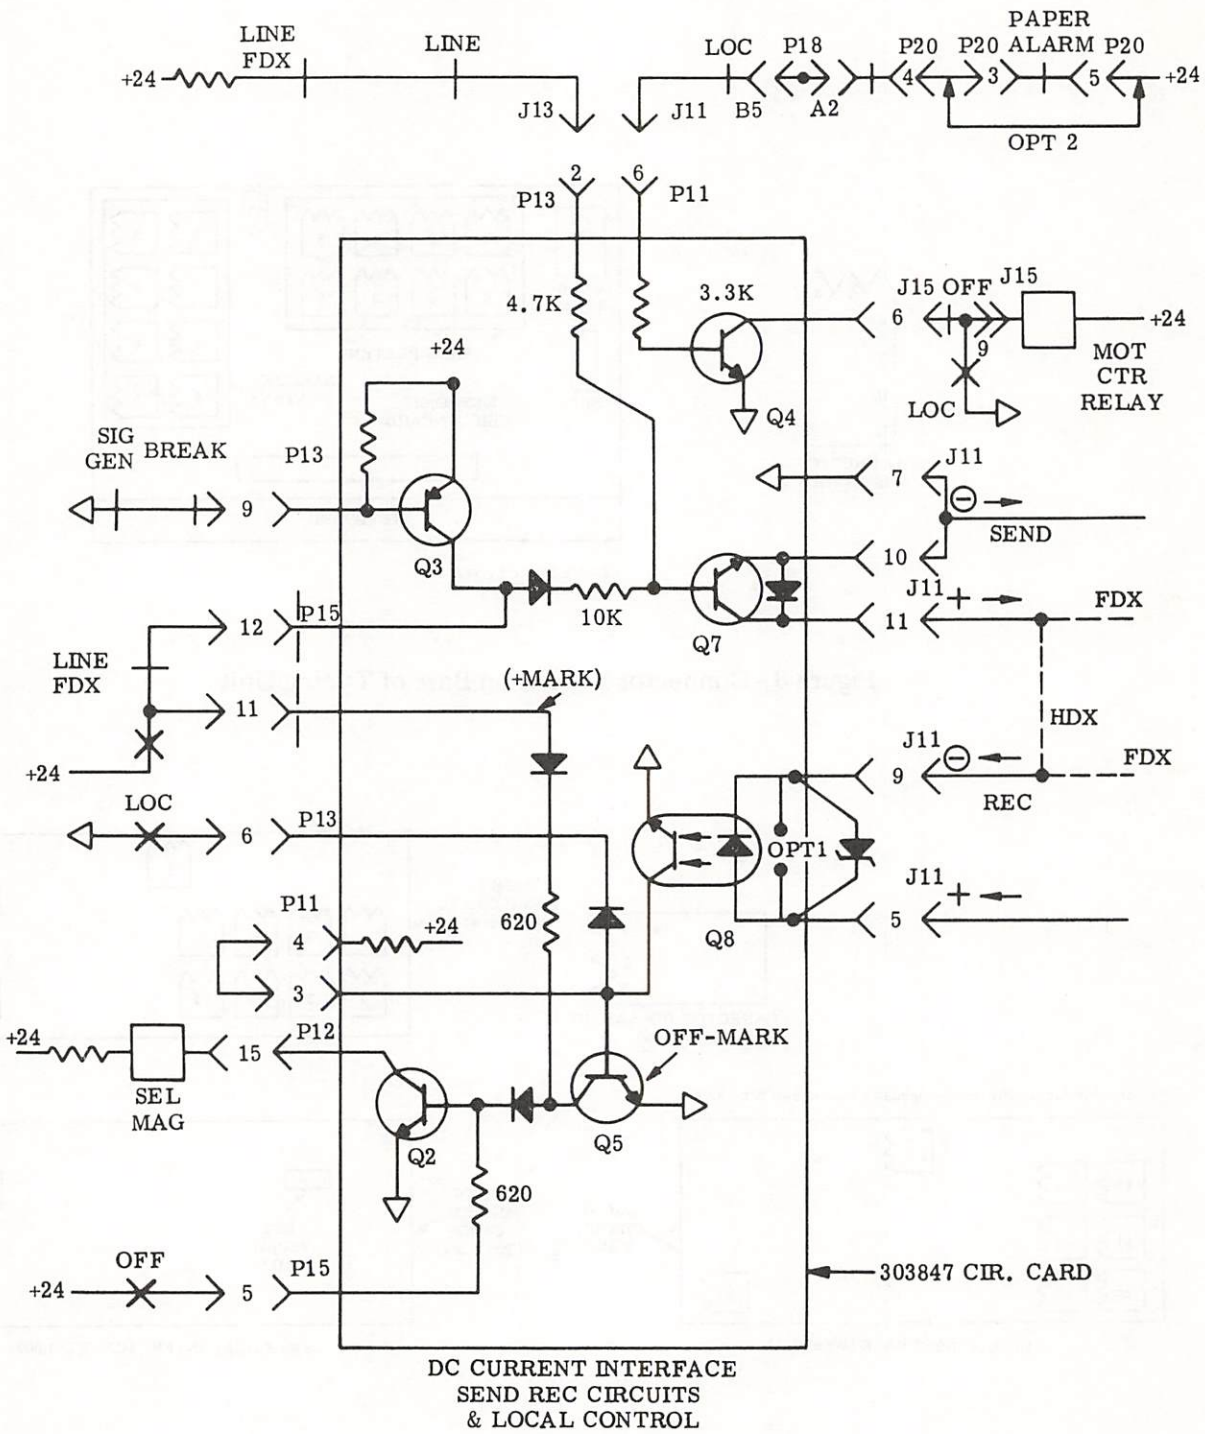 LINE
FDX
LINE
LOC
P18
P20
P20
PAPER
ALARM
P20
+24
4
3
5
+24
J13
J11
B5
A2
OPT 2
2
6
P13
P11
4.7K
3.3K
J15
OFF
J15
6
+24
9
MOT
CTR
RELAY
+24
Q4
LOC
SIG
GEN
BREAK
P13
J11
7
9
−
SEND
Q3
10
J11
+
FDX
10K
11
12
P15
Q7
LINE
FDX
(+MARK)
11
HDX
+24
J11
−
FDX
9
REC
LOC
6
P13
OPT1
J11
+
P11
620
4
+24
Q8
5
3
P12
OFF-MARK
+24
15
SEL
MAG
Q2
Q5
620
OFF
P15
+24
5
303847 CIR. CARD
DC CURRENT INTERFACE
SEND REC CIRCUITS
& LOCAL CONTROL